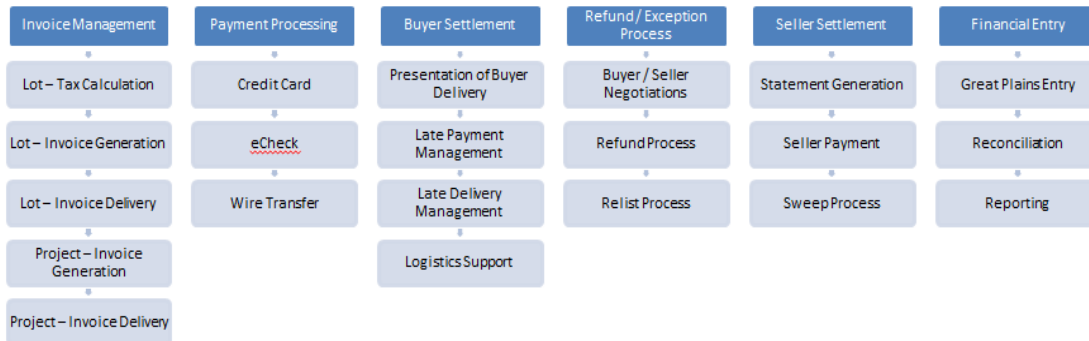 Invoice Management
Lot – Tax Calculation
Lot – Invoice Generation
Lot – Invoice Delivery
Project – Invoice
Generation
Project – Invoice Delivery
Payment Processing
Credit Card
eCheck
Wire Transfer
Buyer Settlement
Presentation of Buyer
Delivery
Late Payment
Management
Late Delivery
Management
Logistics Support
Refund / Exception
Process
Buyer / Seller
Negotiations
Refund Process
Relist Process
Seller Settlement
Statement Generation
Seller Payment
Sweep Process
Financial Entry
Great Plains Entry
Reconciliation
Reporting